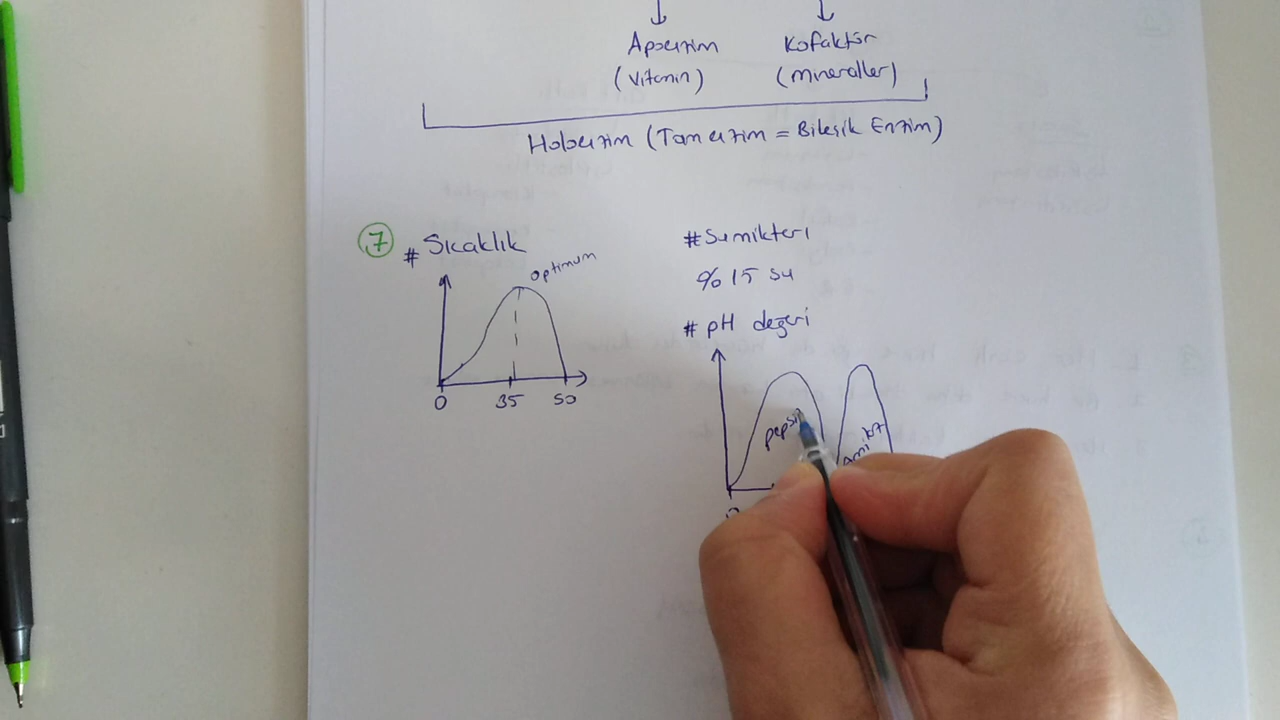 Apoenzim Kofaktör
(Vitamin) (mineraller)
Holoenzim (Tam enzim = Bileşik Enzim)
7
# Sıcaklık
optimum
0 35 50
# Su miktarı
% 15 su
# pH değeri
pepsin
Amilaz